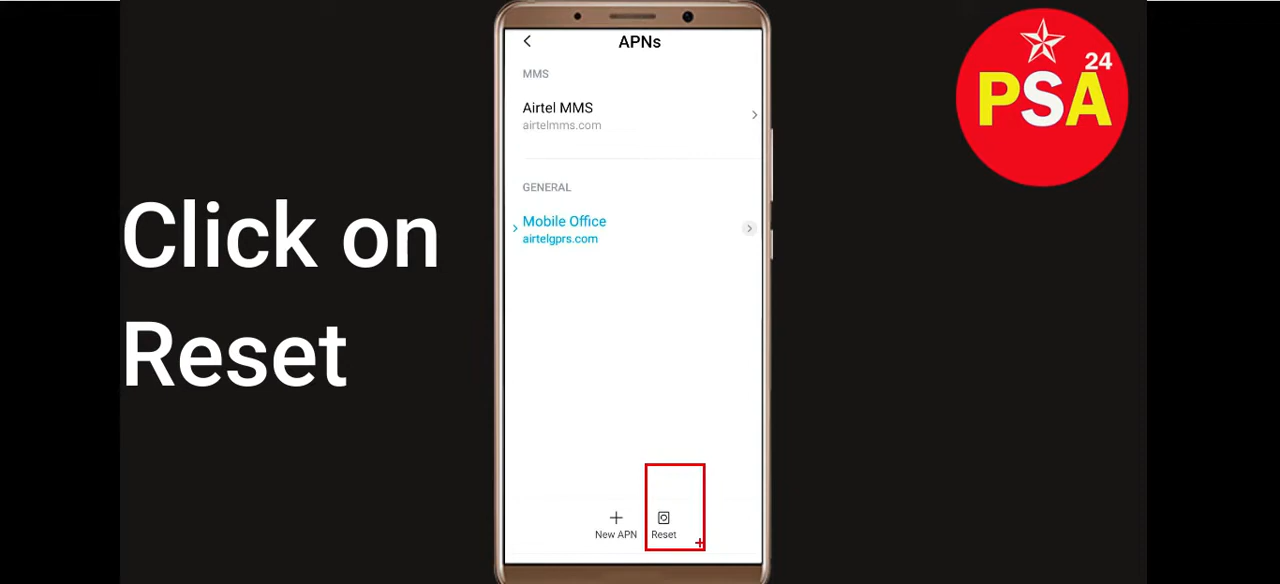 Click on
Reset
APNs
MMS
Airtel MMS
airtelmms.com
GENERAL
Mobile Office
airtelgprs.com
New APN
Reset
24
PSA